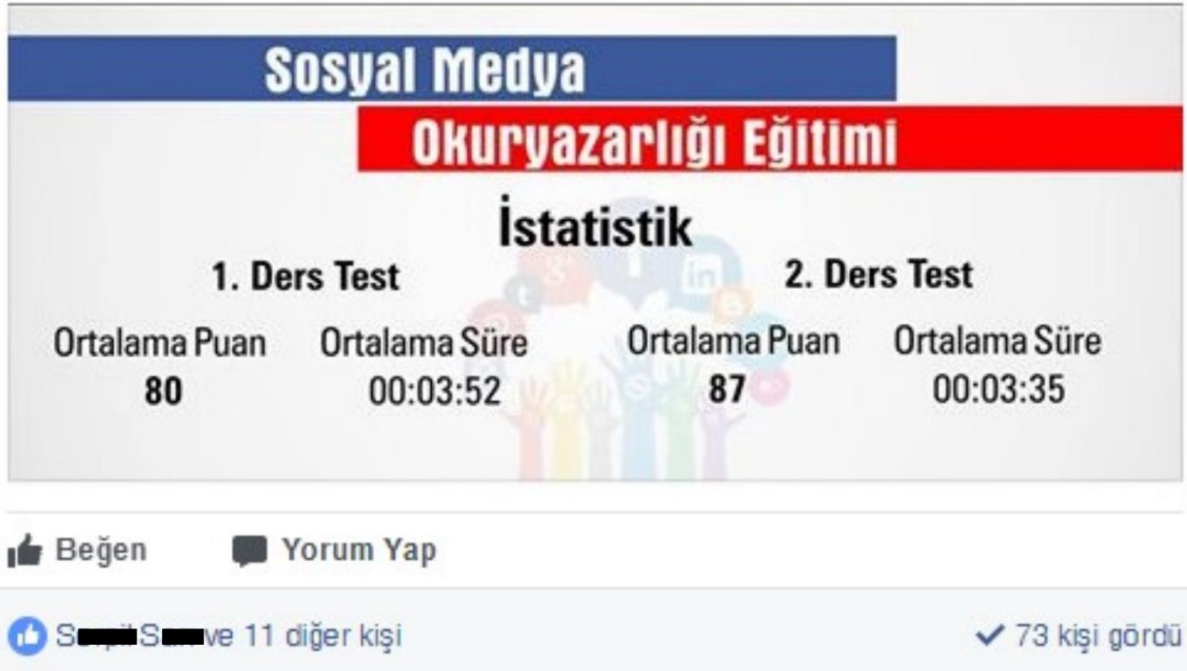 Sosyal Medya
Okuryazarlığı Eğitimi
İstatistik
1. Ders Test
2. Ders Test
Ortalama Puan Ortalama Süre Ortalama Puan Ortalama Süre
80 00:03:52 87 00:03:35
Beğen Yorum Yap
ve 11 diğer kişi 73 kişi gördü